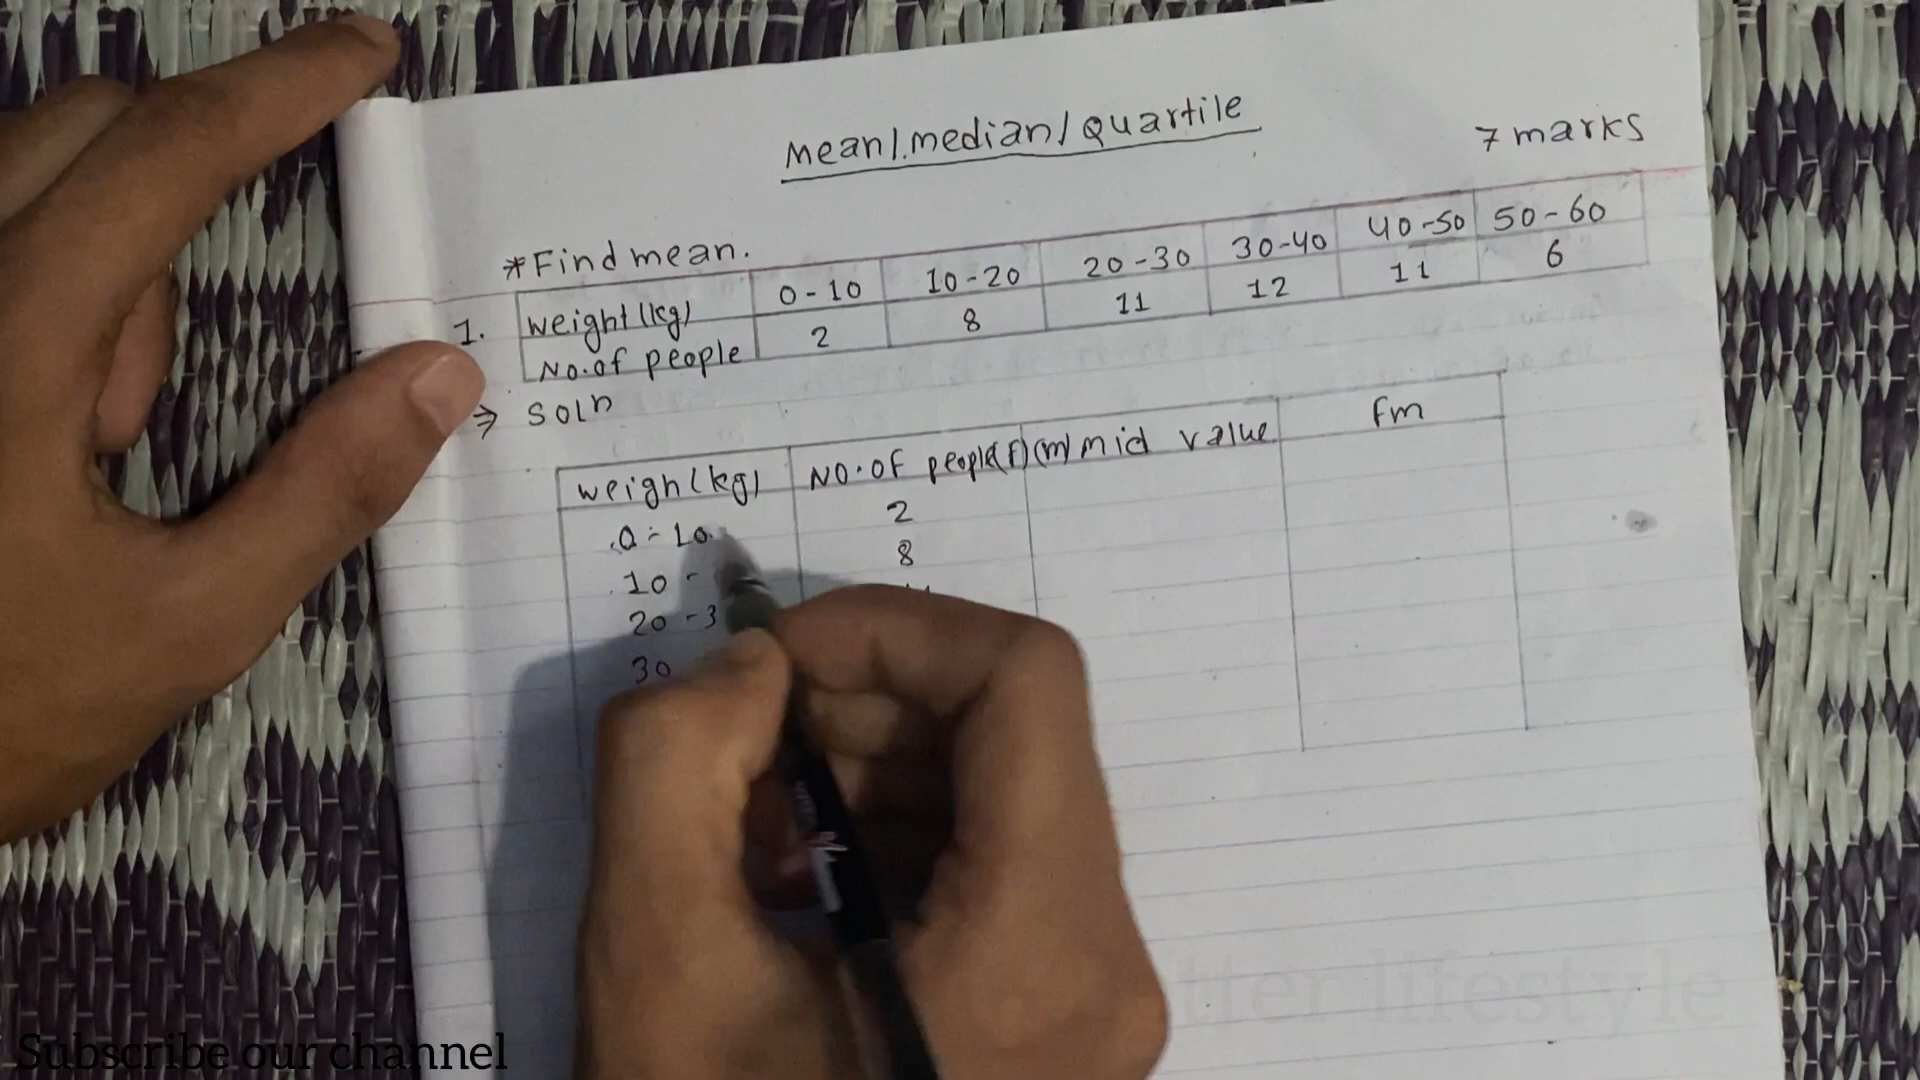 Mean/median/Quartile
7 marks
*Find mean.
1. Weight(kg) 0-10 10-20 20-30 30-40 40-50 50-60
No.of people 2 8 11 12 11 6
⇒ Soln
weigh(kg) NO.OF people(F) (m) mid value Fm
0-10 2
10 - 8
20 -3
30
tter lifestyle
Subscribe our channel